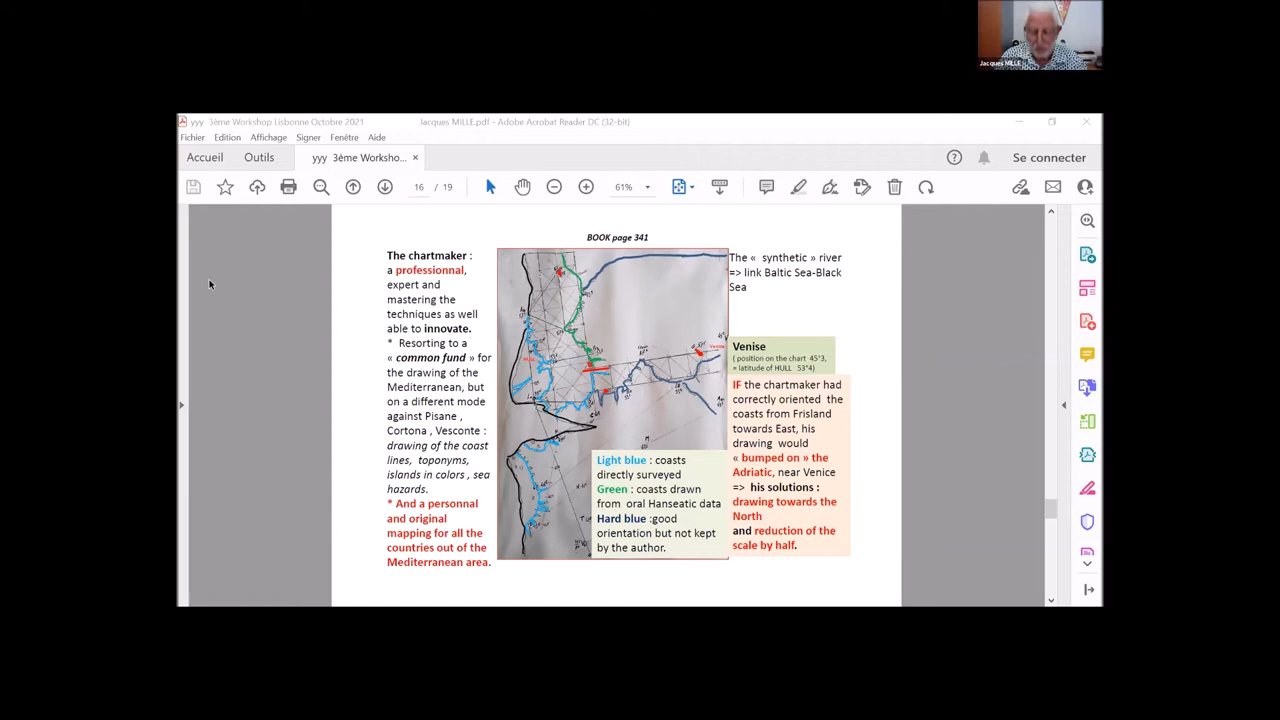 Jacques MILLE
yyy 3ème Workshop Lisbonne Octobre 2021 Jacques MILLE.pdf - Adobe Acrobat Reader DC (32-bit)
Fichier Edition Affichage Signer Fenêtre Aide
Accueil Outils yyy 3ème Worksho... × Se connecter
16 / 19 61%
BOOK page 341
The chartmaker :
a professionnal,
expert and
mastering the
techniques as well
able to innovate.
* Resorting to a
« common fund » for
the drawing of the
Mediterranean, but
on a different mode
against Pisane ,
Cortona , Vesconte :
drawing of the coast
lines, toponyms,
islands in colors , sea
hazards.
* And a personnal
and original
mapping for all the
countries out of the
Mediterranean area.
HULL
Venise
The « synthetic » river
=> link Baltic Sea-Black
Sea
Venise
( position on the chart 45°3,
= latitude of HULL 53°4)
IF the chartmaker had
correctly oriented the
coasts from Frisland
towards East, his
drawing would
« bumped on » the
Adriatic, near Venice
=> his solutions :
drawing towards the
North
and reduction of the
scale by half.
Light blue : coasts
directly surveyed
Green : coasts drawn
from oral Hanseatic data
Hard blue :good
orientation but not kept
by the author.